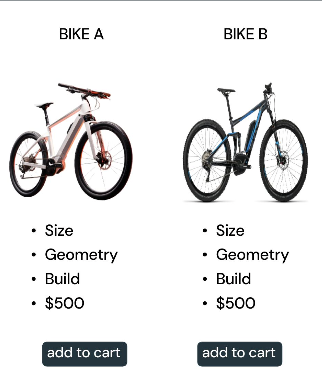 BIKE A
BIKE B
• Size
• Geometry
• Build
• $500
• Size
• Geometry
• Build
• $500
add to cart
add to cart